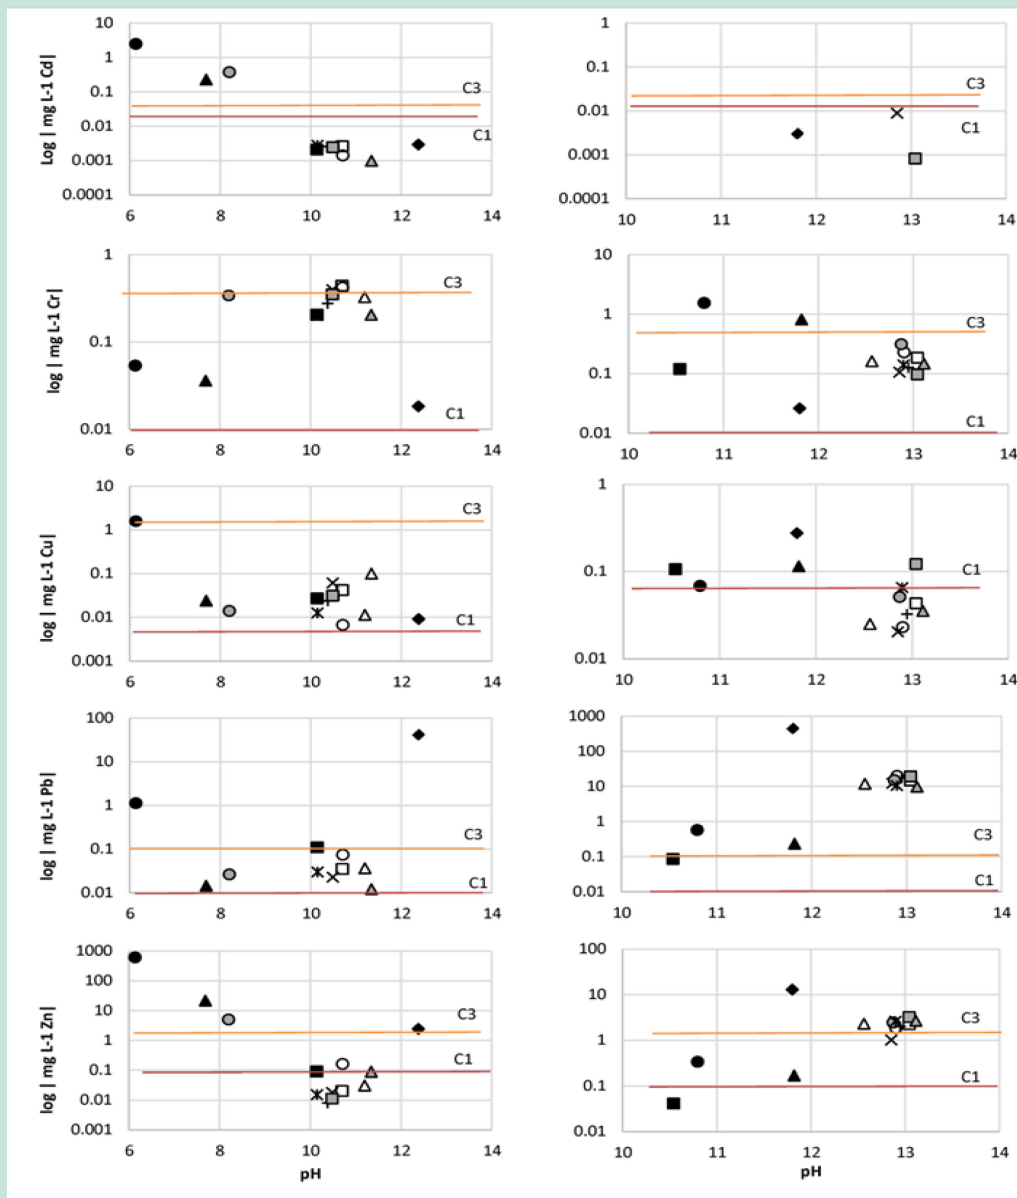 Log | mg L-1 Cd|
10
1
0.1
0.01
0.001
0.0001
C3
C1
6 8 10 12 14
1
0.1
0.01
0.001
0.0001
C3
C1
10 12 13 14
log | mg L-1 Cr|
1
0.1
0.01
C3
C1
6 8 10 12 14
10
1
0.1
0.01
C3
C1
10 11 12 13 14
log | mg L-1 Cu|
10
1
0.1
0.01
0.001
C3
C1
6 8 10 12 14
1
0.1
0.01
C1
10 11 12 13 14
log | mg L-1 Pb|
100
10
1
0.1
0.01
C3
C1
6 8 10 12 14
1000
100
10
1
0.1
0.01
C3
C1
10 11 12 13 14
log | mg L-1 Zn|
1000
100
10
1
0.1
0.01
0.001
C3
C1
6 8 10 12 14
pH
100
10
1
0.1
0.01
C3
C1
10 11 12 13 14
pH